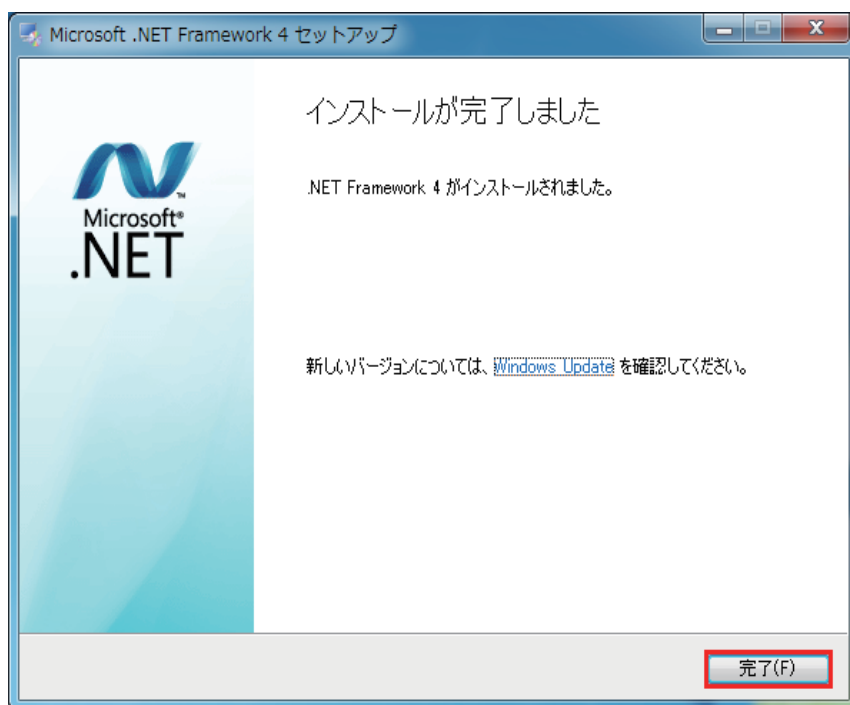 Microsoft .NET Framework 4 セットアップ
インストールが完了しました
.NET Framework 4 がインストールされました。
Microsoft®
.NET
新しいバージョンについては、Windows Update を確認してください。
完了(F)